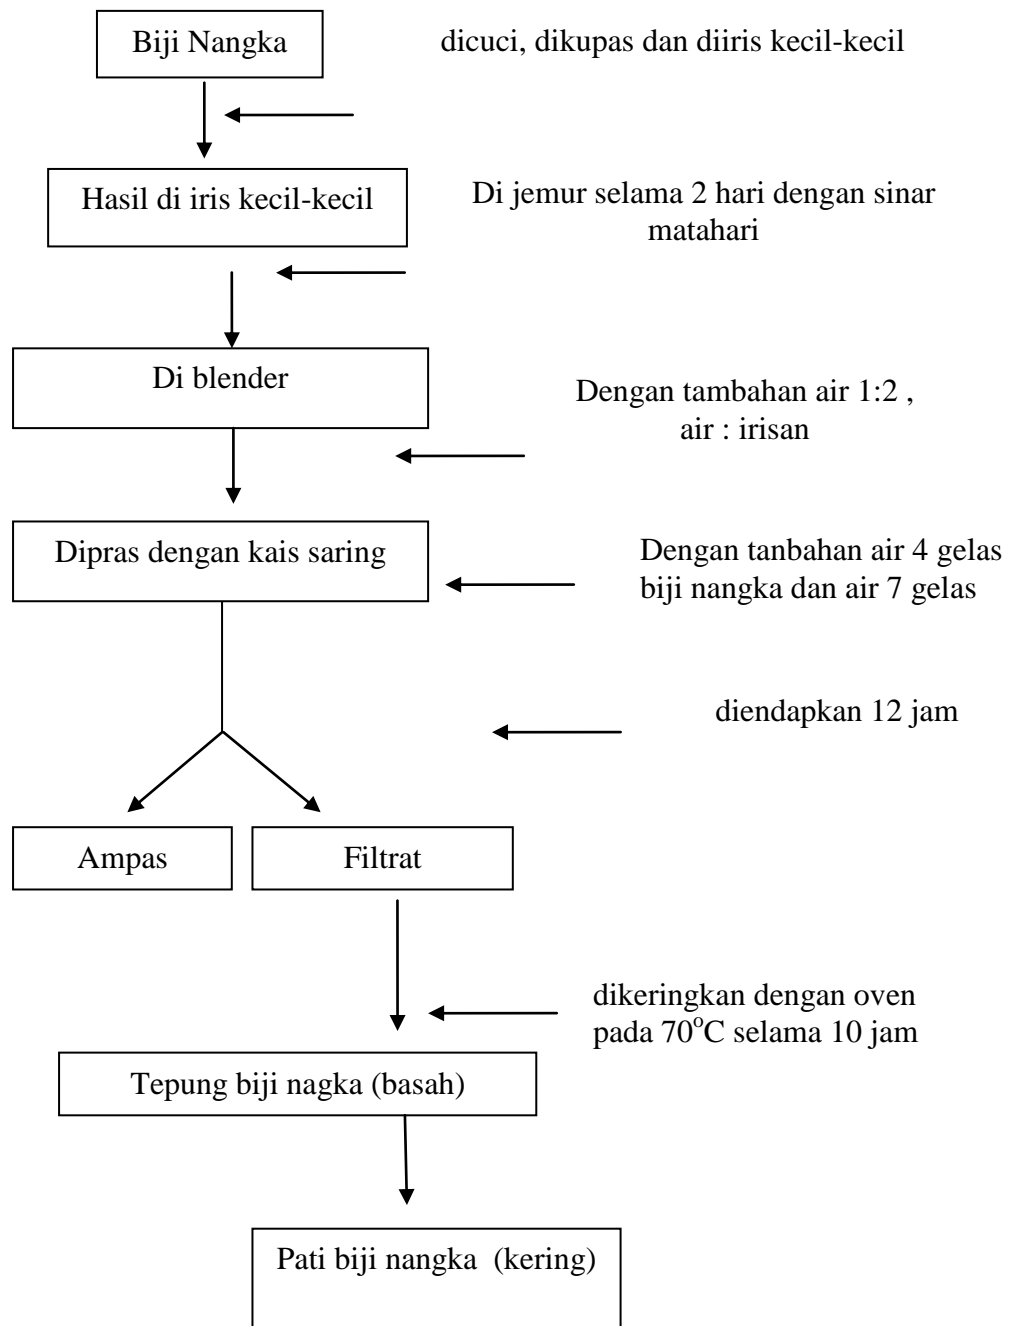 Biji Nangka
dicuci, dikupas dan diiris kecil-kecil
Hasil di iris kecil-kecil
Di jemur selama 2 hari dengan sinar
matahari
Di blender
Dengan tambahan air 1:2 ,
air : irisan
Dipras dengan kais saring
Dengan tanbahan air 4 gelas
biji nangka dan air 7 gelas
diendapkan 12 jam
Ampas
Filtrat
dikeringkan dengan oven
pada 70°C selama 10 jam
Tepung biji nagka (basah)
Pati biji nangka (kering)